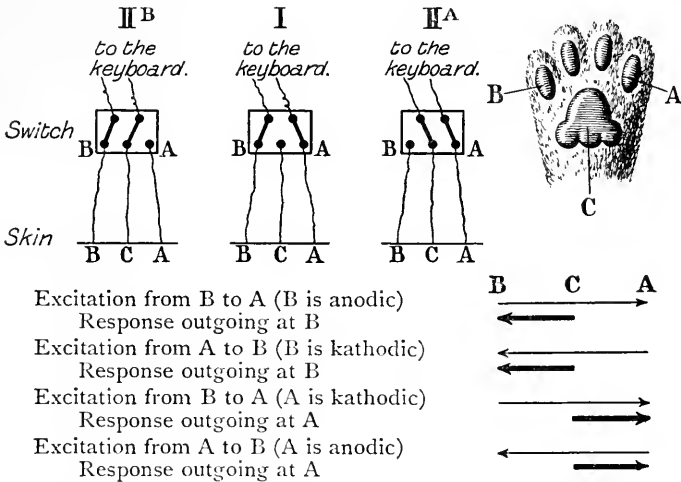 IIB I IIA
to the keyboard. to the keyboard. to the keyboard.
B A
Switch
B A B A B A
C
Skin
B C A B C A B C A
B C A
Excitation from B to A (B is anodic)
Response outgoing at B
Excitation from A to B (B is kathodic)
Response outgoing at B
Excitation from B to A (A is kathodic)
Response outgoing at A
Excitation from A to B (A is anodic)
Response outgoing at A